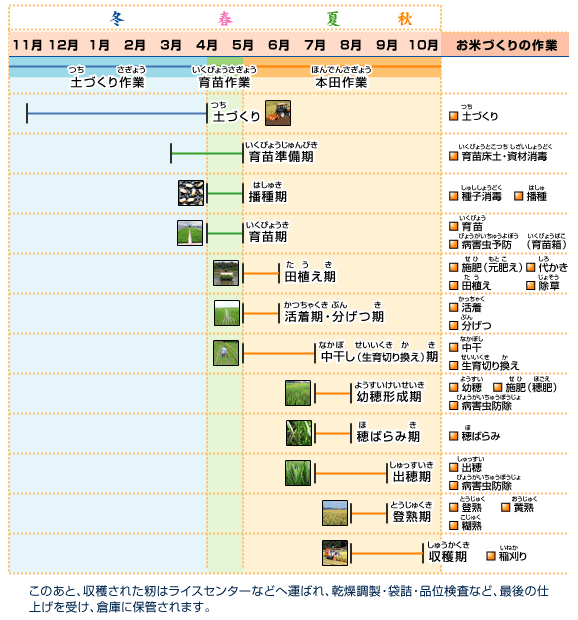 冬 春 夏 秋
11月 12月 1月 2月 3月 4月 5月 6月 7月 8月 9月 10月 お米づくりの作業
つち さぎょう いくびょうさぎょう ほんでんさぎょう
土づくり作業 育苗作業 本田作業
つち つち
土づくり 土づくり
いくびょうじゅんびき いくびょうとこつち しざいしょうどく
育苗準備期 育苗床土・資材消毒
はしゅき しゅししょうどく はしゅ
播種期 種子消毒 播種
いくびょうき いくびょう
育苗期 育苗
びょうがいちゅうよぼう いくびょうばこ
病害虫予防 (育苗箱)
た う き せひ もとこ しろ
田植え期 施肥(元肥え) 代かき
た う じょそう
田植え 除草
かつちゃくき ぶん き かっちゃく
活着期・分げつ期 活着
ぶん
分げつ
なかぼ せいいくき か き なかぼし
中干し(生育切り換え)期 中干
せいいくき か
生育切り換え
ようすいけいせいき ようすい せひ ほごえ
幼穂形成期 幼穂 施肥(穂肥)
びょうがいちゅうぼうじょ
病害虫防除
ほ き ほ
穂ばらみ期 穂ばらみ
しゅっすいき しゅっすい
出穂期 出穂
びょうがいちゅうぼうじょ
病害虫防除
とうじゅくき とうじゅく おうじゅく
登熟期 登熟 黄熟
こじゅく
糊熟
しゅうかくき いねか
収穫期 稲刈り
このあと、収穫された籾はライスセンターなどへ運ばれ、乾燥調製・袋詰・品位検査など、最後の仕
上げを受け、倉庫に保管されます。